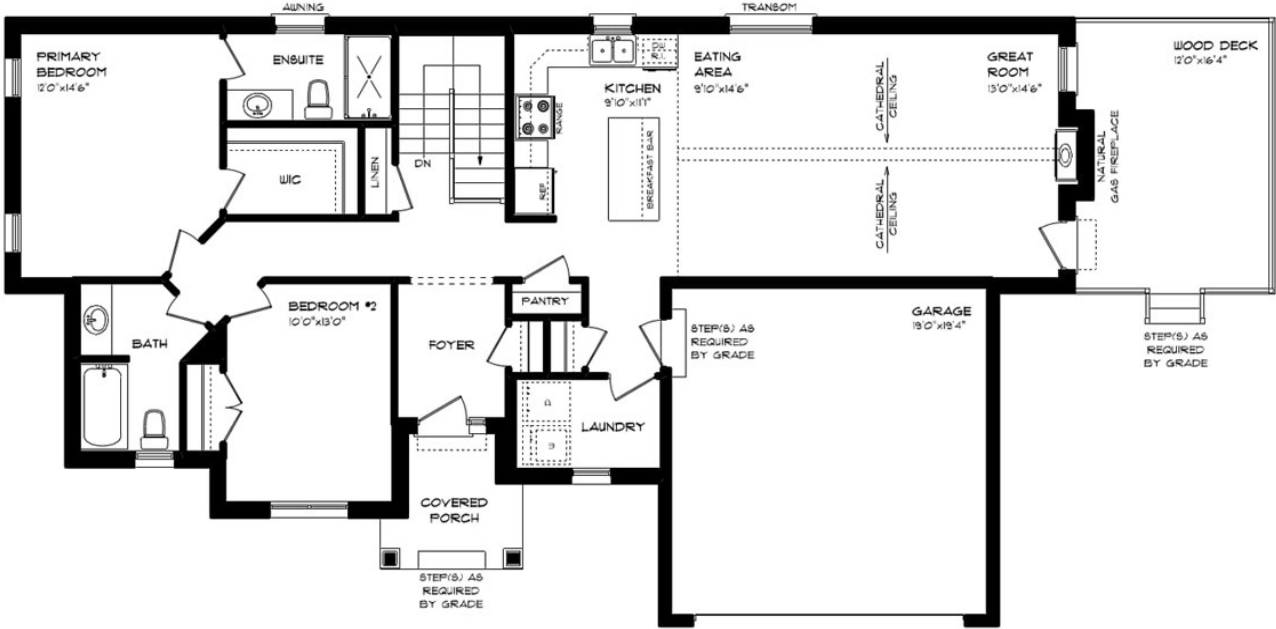 AWNING
TRANSOM
PRIMARY
BEDROOM
12'0"x14'6"
ENSUITE
WIC
LINEN
DN
KITCHEN
9'10"x11'1"
RANGE
REF.
BREAKFAST BAR
DW
R.I.
EATING
AREA
9'10"x14'6"
CATHEDRAL
CEILING
CATHEDRAL
CEILING
GREAT
ROOM
13'0"x14'6"
NATURAL
GAS FIREPLACE
WOOD DECK
12'0"x16'4"
STEP(S) AS
REQUIRED
BY GRADE
BATH
BEDROOM #2
10'0"x13'0"
FOYER
PANTRY
STEP(S) AS
REQUIRED
BY GRADE
GARAGE
19'0"x19'4"
D
W
LAUNDRY
COVERED
PORCH
STEP(S) AS
REQUIRED
BY GRADE